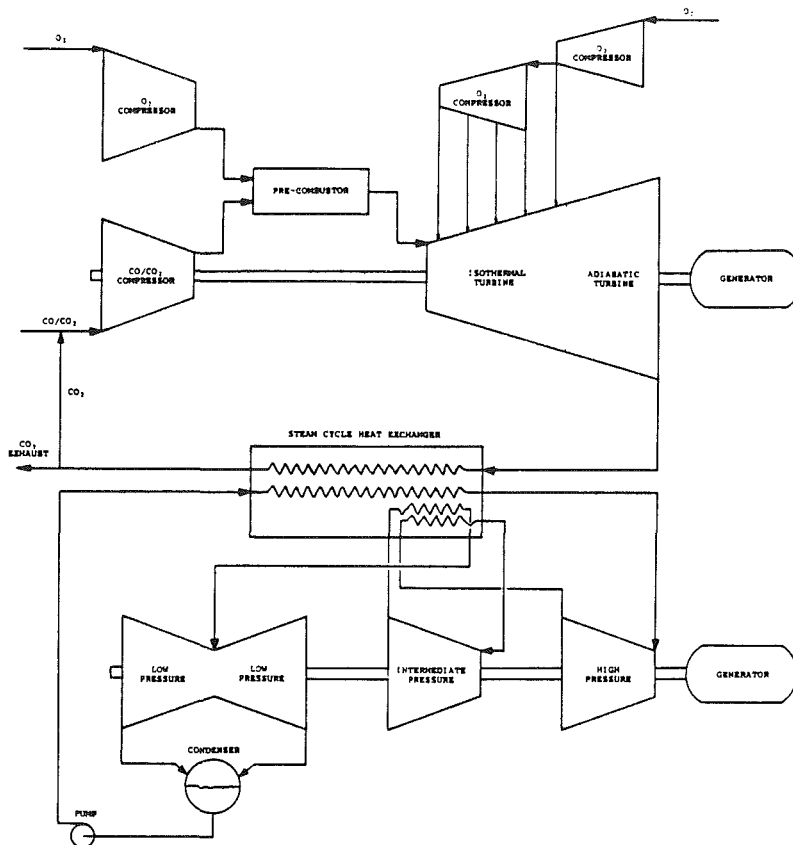 O₂
O₂
O₂
COMPRESSOR
O₂
COMPRESSOR
O₂
COMPRESSOR
PRE-COMBUSTOR
CO/CO₂
COMPRESSOR
ISOTHERMAL
TURBINE
ADIABATIC
TURBINE
GENERATOR
CO/CO₂
CO₂
CO₂
EXHAUST
STEAM CYCLE HEAT EXCHANGER
LOW
PRESSURE
LOW
PRESSURE
INTERMEDIATE
PRESSURE
HIGH
PRESSURE
GENERATOR
CONDENSER
PUMP